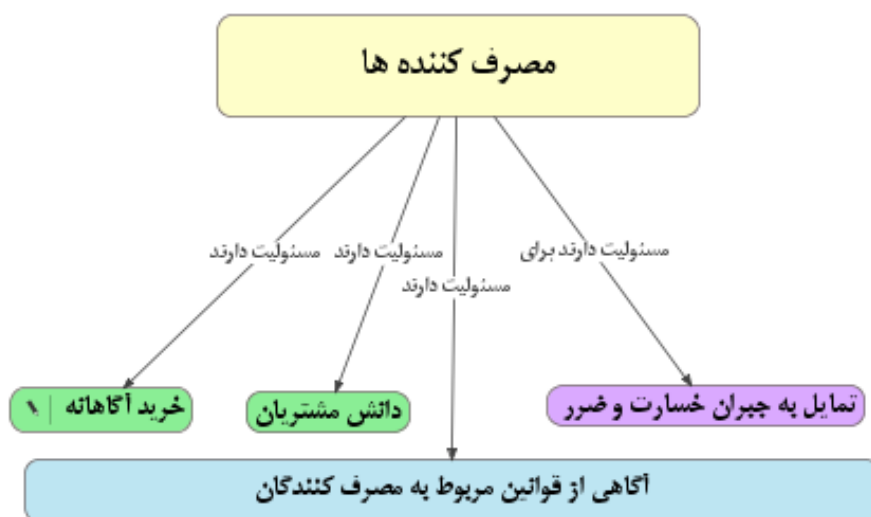 مصرف کننده ها
مسئولیت دارند برای
مسئولیت دارند
مسئولیت دارند
مسئولیت دارند
تمایل به جبران خسارت و ضرر
دانش مشتریان
خرید آگاهانه
آگاهی از قوانین مربوط به مصرف کنندگان